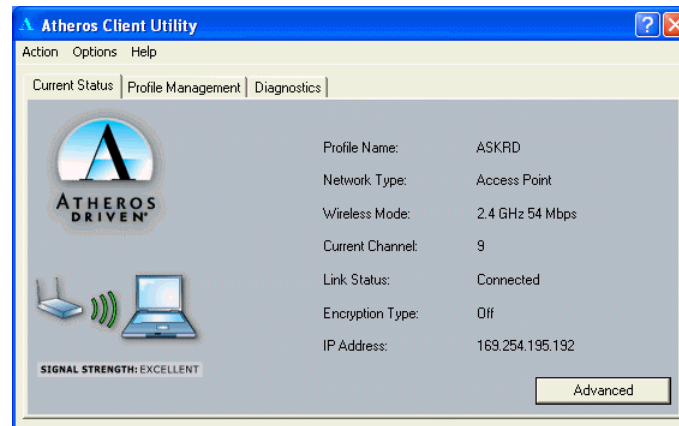 Atheros Client Utility
Action Options Help
Current Status Profile Management Diagnostics
ATHEROS
DRIVEN
Profile Name: ASKRD
Network Type: Access Point
Wireless Mode: 2.4 GHz 54 Mbps
Current Channel: 9
Link Status: Connected
Encryption Type: Off
IP Address: 169.254.195.192
SIGNAL STRENGTH: EXCELLENT
Advanced